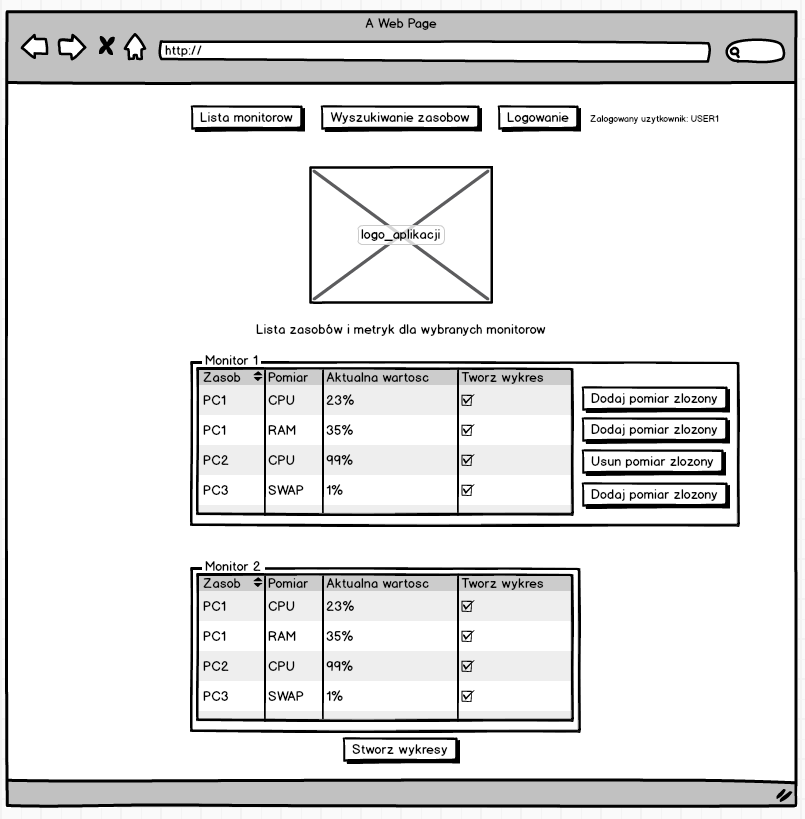 A Web Page
http://
Lista monitorow Wyszukiwanie zasobow Logowanie Zalogowany uzytkownik: USER1
logo_aplikacji
Lista zasobów i metryk dla wybranych monitorow
Monitor 1
Zasob Pomiar Aktualna wartosc Tworz wykres
PC1 CPU 23% Dodaj pomiar zlozony
PC1 RAM 35% Dodaj pomiar zlozony
PC2 CPU 99% Usun pomiar zlozony
PC3 SWAP 1% Dodaj pomiar zlozony
Monitor 2
Zasob Pomiar Aktualna wartosc Tworz wykres
PC1 CPU 23%
PC1 RAM 35%
PC2 CPU 99%
PC3 SWAP 1%
Stworz wykresy